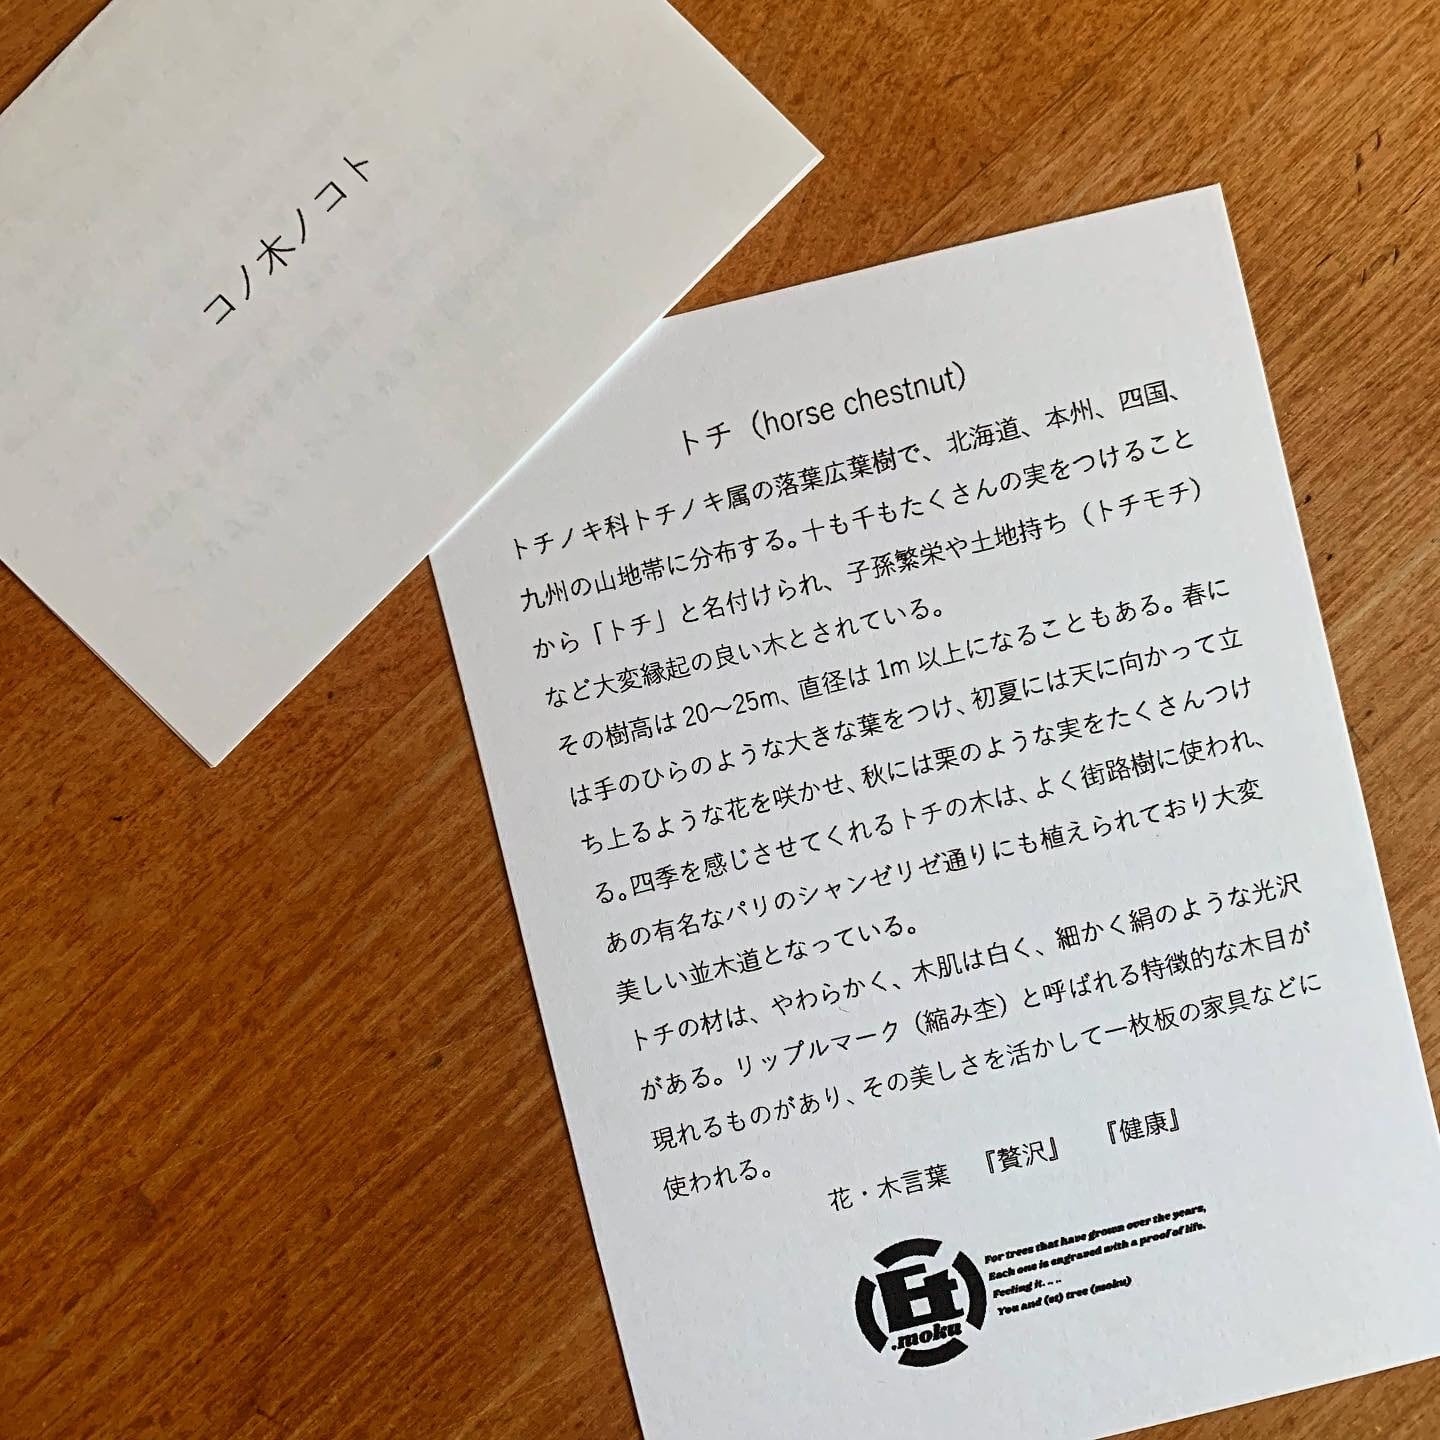 コノ木ノコト
トチ（horse chestnut）
トチノキ科トチノキ属の落葉広葉樹で、北海道、本州、四国、
九州の山地帯に分布する。十も千もたくさんの実をつけること
から「トチ」と名付けられ、子孫繁栄や土地持ち（トチモチ）
など大変縁起の良い木とされている。
その樹高は20〜25m、直径は1m以上になることもある。春に
は手のひらのような大きな葉をつけ、初夏には天に向かって立
ち上るような花を咲かせ、秋には栗のような実をたくさんつけ
る。四季を感じさせてくれるトチの木は、よく街路樹に使われ、
あの有名なパリのシャンゼリゼ通りにも植えられており大変
美しい並木道となっている。
トチの材は、やわらかく、木肌は白く、細かく絹のような光沢
がある。リップルマーク（縮み杢）と呼ばれる特徴的な木目が
現れるものがあり、その美しさを活かして一枚板の家具などに
使われる。
花・木言葉　『贅沢』　『健康』
For trees that have grown over the years,
Each one is engraved with a proof of life.
Feeling it. . . .
You and (et) tree (moku)
Et
.moku